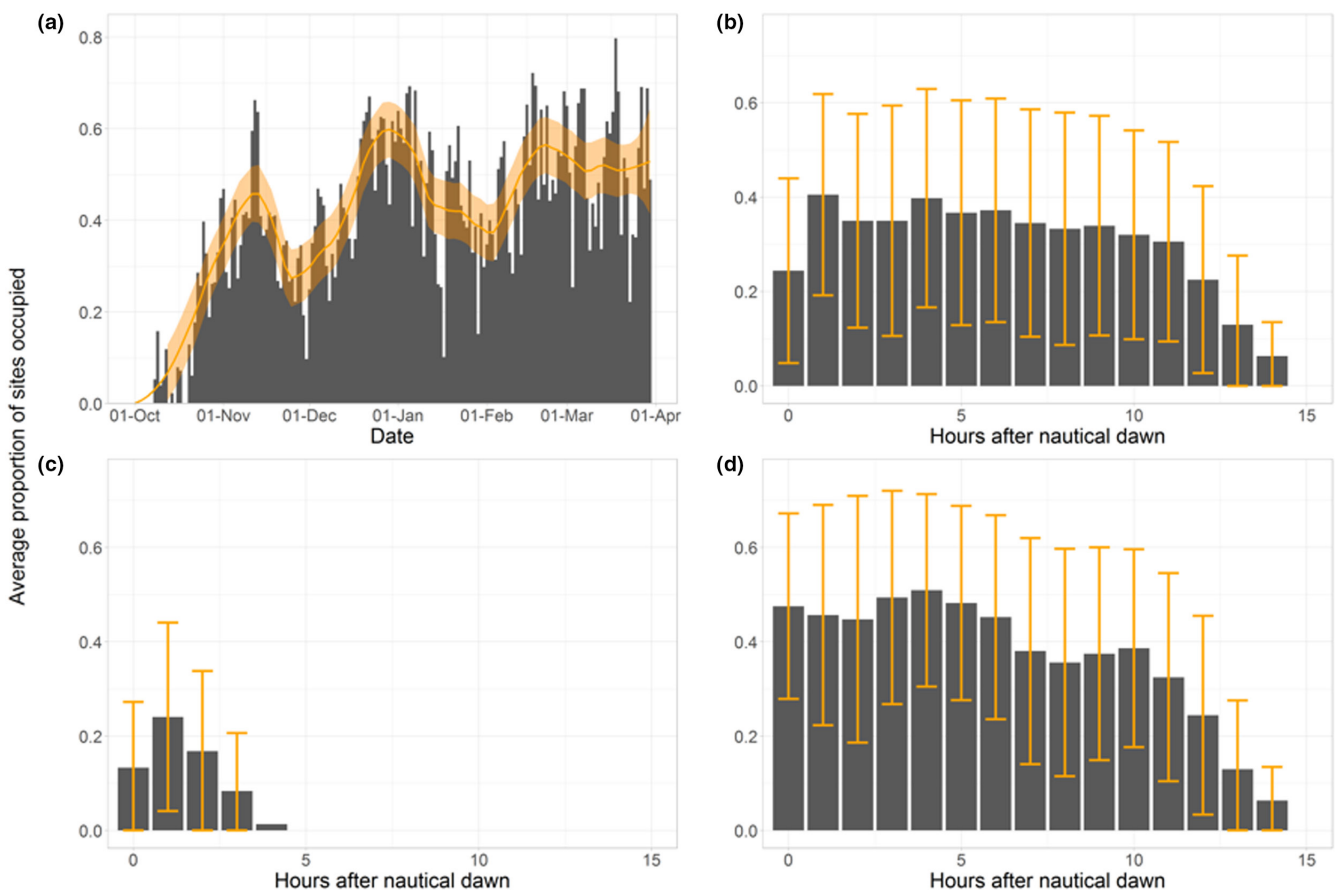 Average proportion of sites occupied
(a)
0.8
0.6
0.4
0.2
0.0
01-Oct 01-Nov 01-Dec 01-Jan 01-Feb 01-Mar 01-Apr
Date
(b)
0.6
0.4
0.2
0.0
0 5 10 15
Hours after nautical dawn
(c)
0.6
0.4
0.2
0.0
0 5 10 15
Hours after nautical dawn
(d)
0.6
0.4
0.2
0.0
0 5 10 15
Hours after nautical dawn